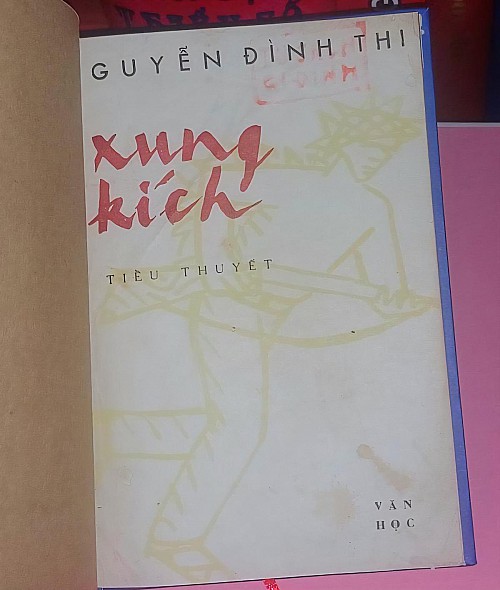 GUYỄN ĐÌNH THI
xung
kích
TIỂU THUYẾT
VĂN
HỌC